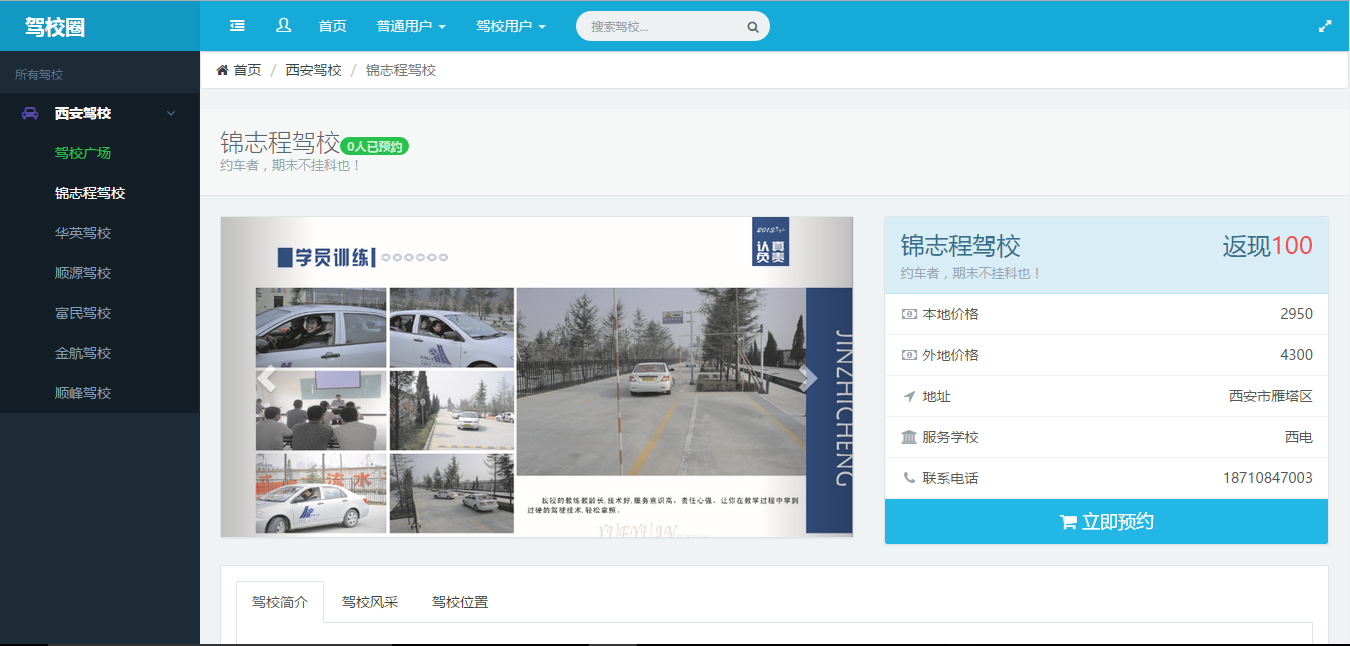 驾校圈
首页
普通用户
驾校用户
搜索驾校...
所有驾校
西安驾校
驾校广场
锦志程驾校
华英驾校
顺源驾校
富民驾校
金航驾校
顺峰驾校
首页 / 西安驾校 / 锦志程驾校
锦志程驾校 0人已预约
约车者，期末不挂科也！
学员训练
认真
负责
JINZHICHENG
我校的教练教龄长,技术好,服务意识高、责任心强、让你在教学过程中学到
过硬的驾驶技术,轻松拿照。
YUEYUAN
锦志程驾校
返现100
约车者，期末不挂科也！
本地价格 2950
外地价格 4300
地址 西安市雁塔区
服务学校 西电
联系电话 18710847003
立即预约
驾校简介
驾校风采
驾校位置